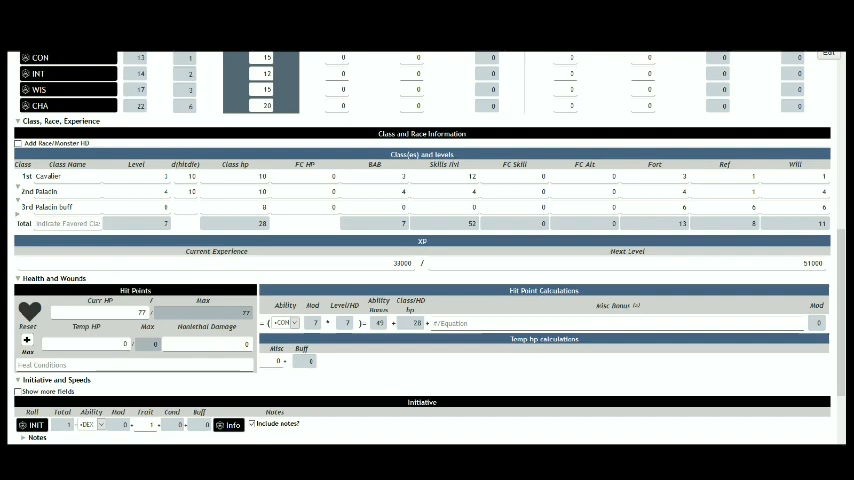 Edit
CON 13 1 15 0 0 0 0 0 0 0
INT 14 2 12 0 0 0 0 0 0 0
WIS 17 3 15 0 0 0 0 0 0 0
CHA 22 6 20 0 0 0 0 0 0 0
Class, Race, Experience
Class and Race Information
Add Race/Monster HD
Class(es) and levels
Class Class Name Level d(hitdie) Class hp FC HP BAB Skills /lvl FC Skill FC Alt Fort Ref Will
1st Cavalier 3 10 10 0 3 12 0 0 3 1 1
2nd Paladin 4 10 10 0 4 4 0 0 4 1 4
3rd Paladin buff 8 0 0 0 0 0 6 6 6
Total Indicate Favored Clas 7 28 0 7 52 0 0 13 8 11
XP
Current Experience Next Level
33000 / 51000
Health and Wounds
Hit Points Hit Point Calculations
Curr HP / Max Ability Mod Level/HD Ability Bonus Class/HD hp Misc Bonus Mod
77 / 77
Reset Temp HP Max Nonlethal Damage
= ( •CON 7 * 7 )= 49 + 28 + #/Equation 0
Max 0 / 0 0
Temp hp calculations
Misc Buff
0 + 0
Heal Conditions
Initiative and Speeds
Show more fields
Initiative
Roll Total Ability Mod Trait Cond Buff Notes
INIT 1 = •DEX 0 + 1 + 0 + 0 Info Include notes?
Notes